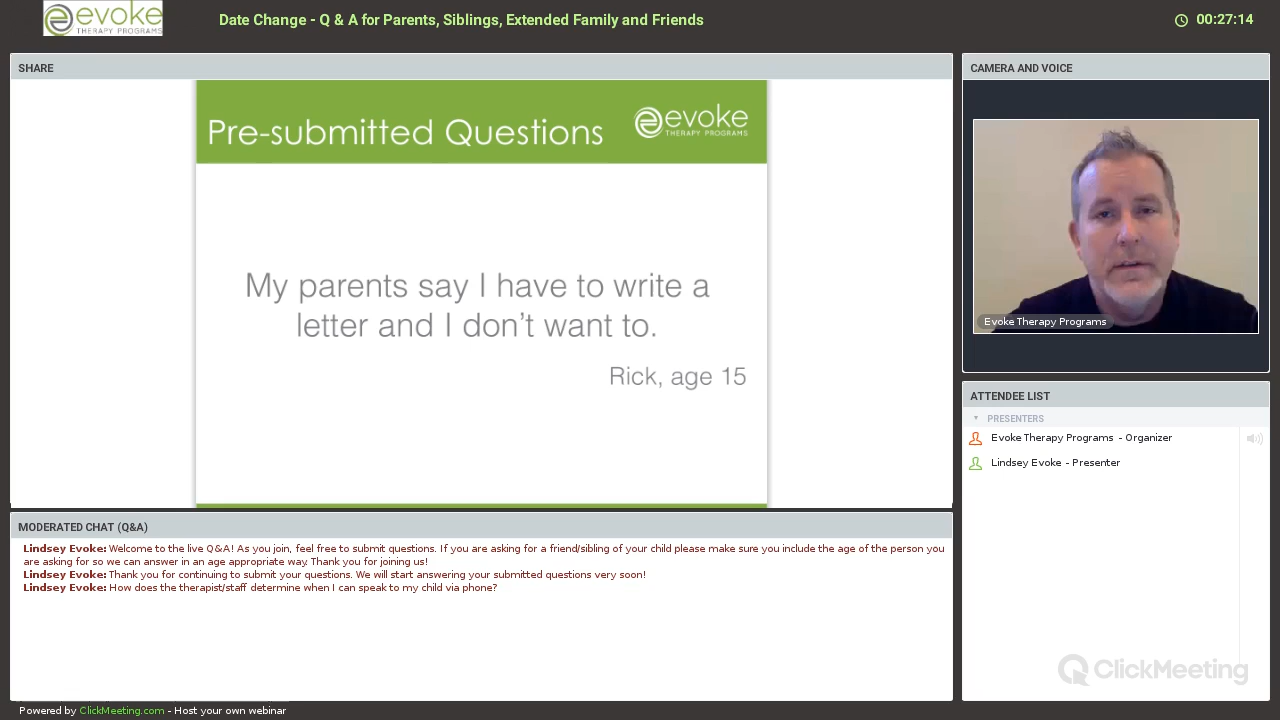 evoke
THERAPY PROGRAMS
Date Change - Q & A for Parents, Siblings, Extended Family and Friends
00:27:14
SHARE
Pre-submitted Questions
evoke
THERAPY PROGRAMS
My parents say I have to write a
letter and I don't want to.
Rick, age 15
CAMERA AND VOICE
Evoke Therapy Programs
ATTENDEE LIST
PRESENTERS
Evoke Therapy Programs - Organizer
Lindsey Evoke - Presenter
MODERATED CHAT (Q&A)
Lindsey Evoke: Welcome to the live Q&A! As you join, feel free to submit questions. If you are asking for a friend/sibling of your child please make sure you include the age of the person you
are asking for so we can answer in an age appropriate way. Thank you for joining us!
Lindsey Evoke: Thank you for continuing to submit your questions. We will start answering your submitted questions very soon!
Lindsey Evoke: How does the therapist/staff determine when I can speak to my child via phone?
ClickMeeting
Powered by ClickMeeting.com - Host your own webinar